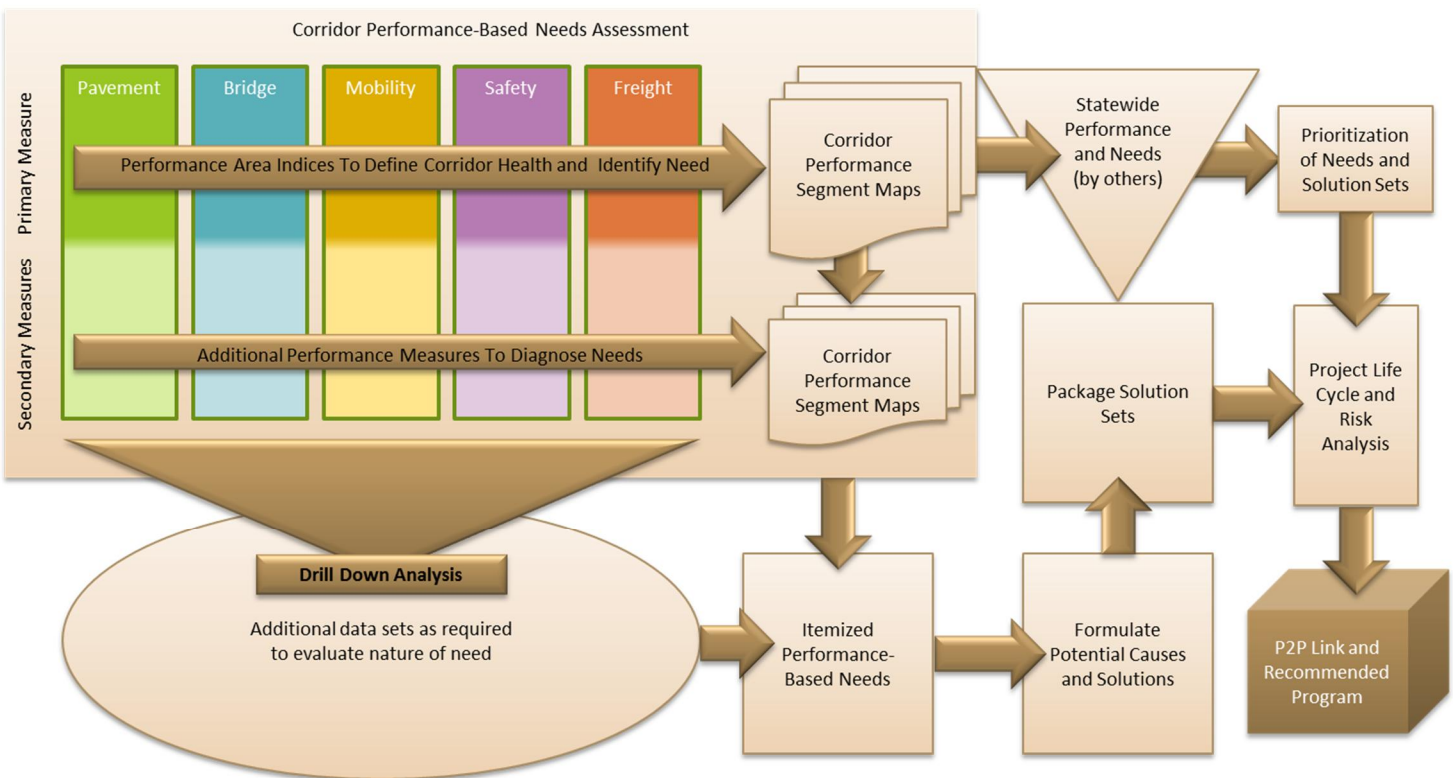 Corridor Performance-Based Needs Assessment
Primary Measure
Secondary Measures
Pavement
Bridge
Mobility
Safety
Freight
Performance Area Indices To Define Corridor Health and Identify Need
Additional Performance Measures To Diagnose Needs
Corridor
Performance
Segment Maps
Corridor
Performance
Segment Maps
Statewide
Performance
and Needs
(by others)
Prioritization
of Needs and
Solution Sets
Package Solution
Sets
Project Life
Cycle and
Risk
Analysis
Drill Down Analysis
Additional data sets as required
to evaluate nature of need
Itemized
Performance-
Based Needs
Formulate
Potential Causes
and Solutions
P2P Link and
Recommended
Program